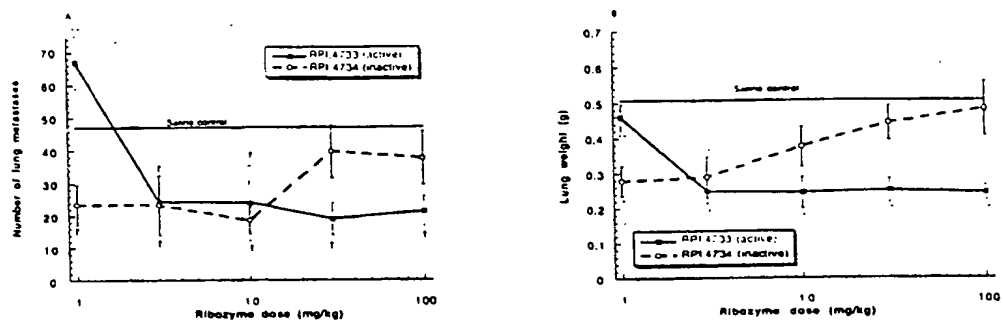 A
Number of lung metastases
70
60
50
40
30
20
10
0
RPI.4733 (active)
RPI.4734 (inactive)
Saline control
1
10
100
Ribozyme dose (mg/kg)
B
Lung weight (g)
0.7
0.6
0.5
0.4
0.3
0.2
0.1
0
Saline control
RPI.4733 (active)
RPI.4734 (inactive)
1
10
100
Ribozyme dose (mg/kg)